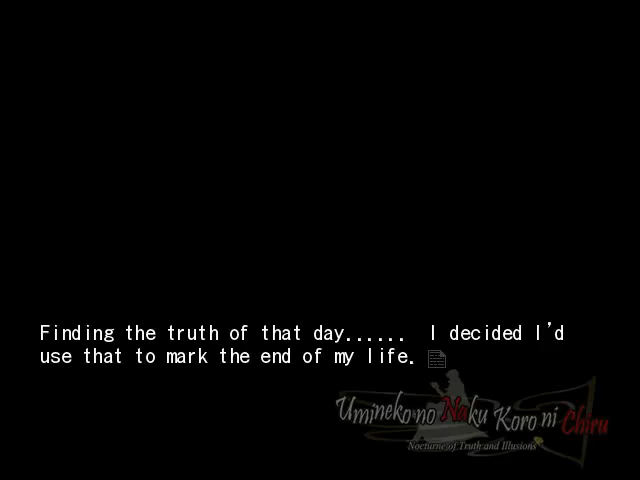 Finding the truth of that day......  I decided I'd
use that to mark the end of my life.
Umineko no Naku Koro ni Chiru
Nocturne of Truth and Illusions